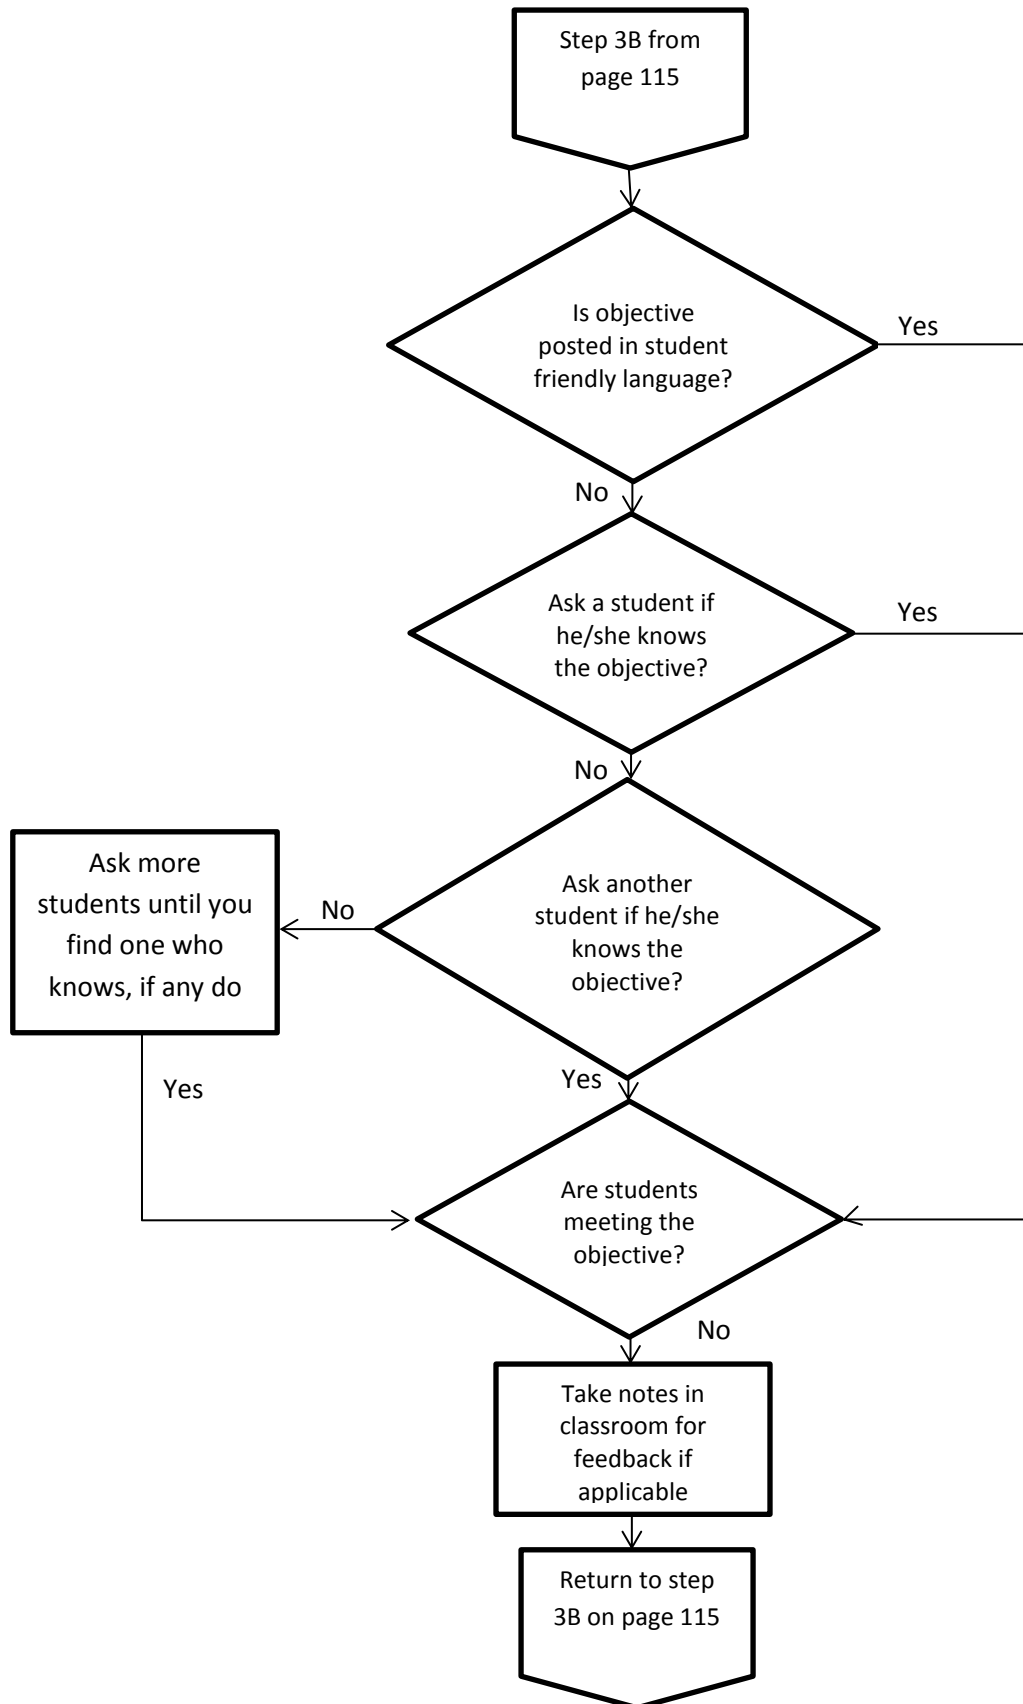 Step 3B from
page 115
Is objective
posted in student
friendly language?
Yes
No
Ask a student if
he/she knows
the objective?
Yes
No
Ask another
student if he/she
knows the
objective?
No
Ask more
students until you
find one who
knows, if any do
Yes
Yes
Are students
meeting the
objective?
No
Take notes in
classroom for
feedback if
applicable
Return to step
3B on page 115